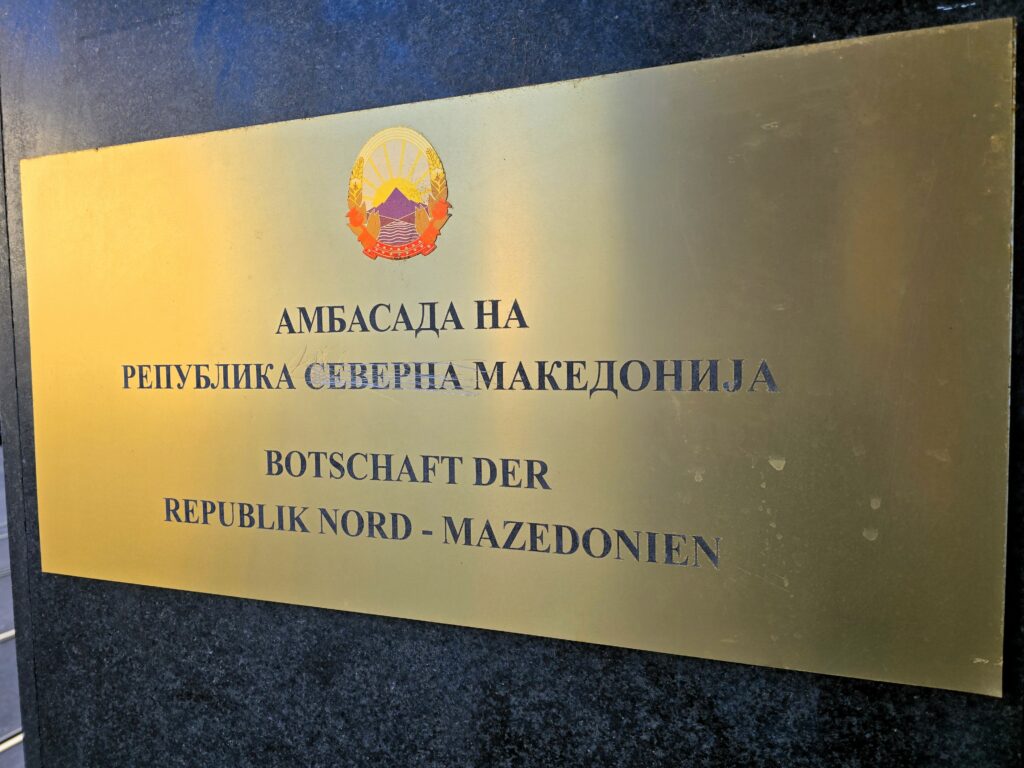 АМБАСАДА НА
РЕПУБЛИКА СЕВЕРНА МАКЕДОНИЈА
BOTSCHAFT DER
REPUBLIK NORD - MAZEDONIEN